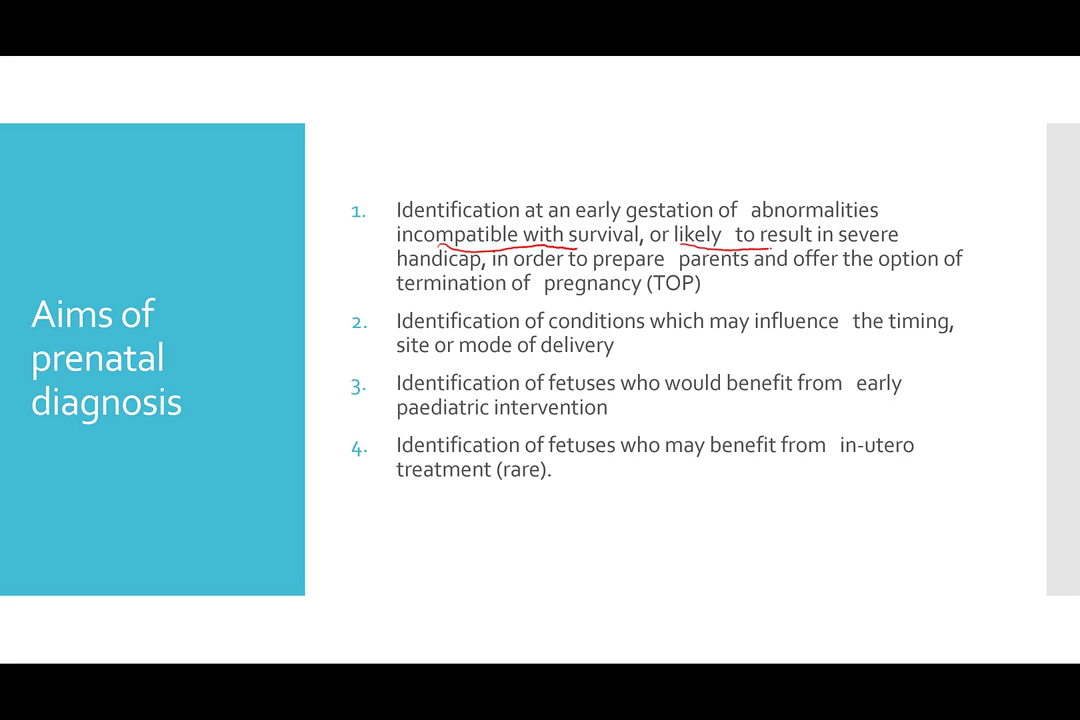 Aims of
prenatal
diagnosis
1. Identification at an early gestation of abnormalities
incompatible with survival, or likely to result in severe
handicap, in order to prepare parents and offer the option of
termination of pregnancy (TOP)
2. Identification of conditions which may influence the timing,
site or mode of delivery
3. Identification of fetuses who would benefit from early
paediatric intervention
4. Identification of fetuses who may benefit from in-utero
treatment (rare).